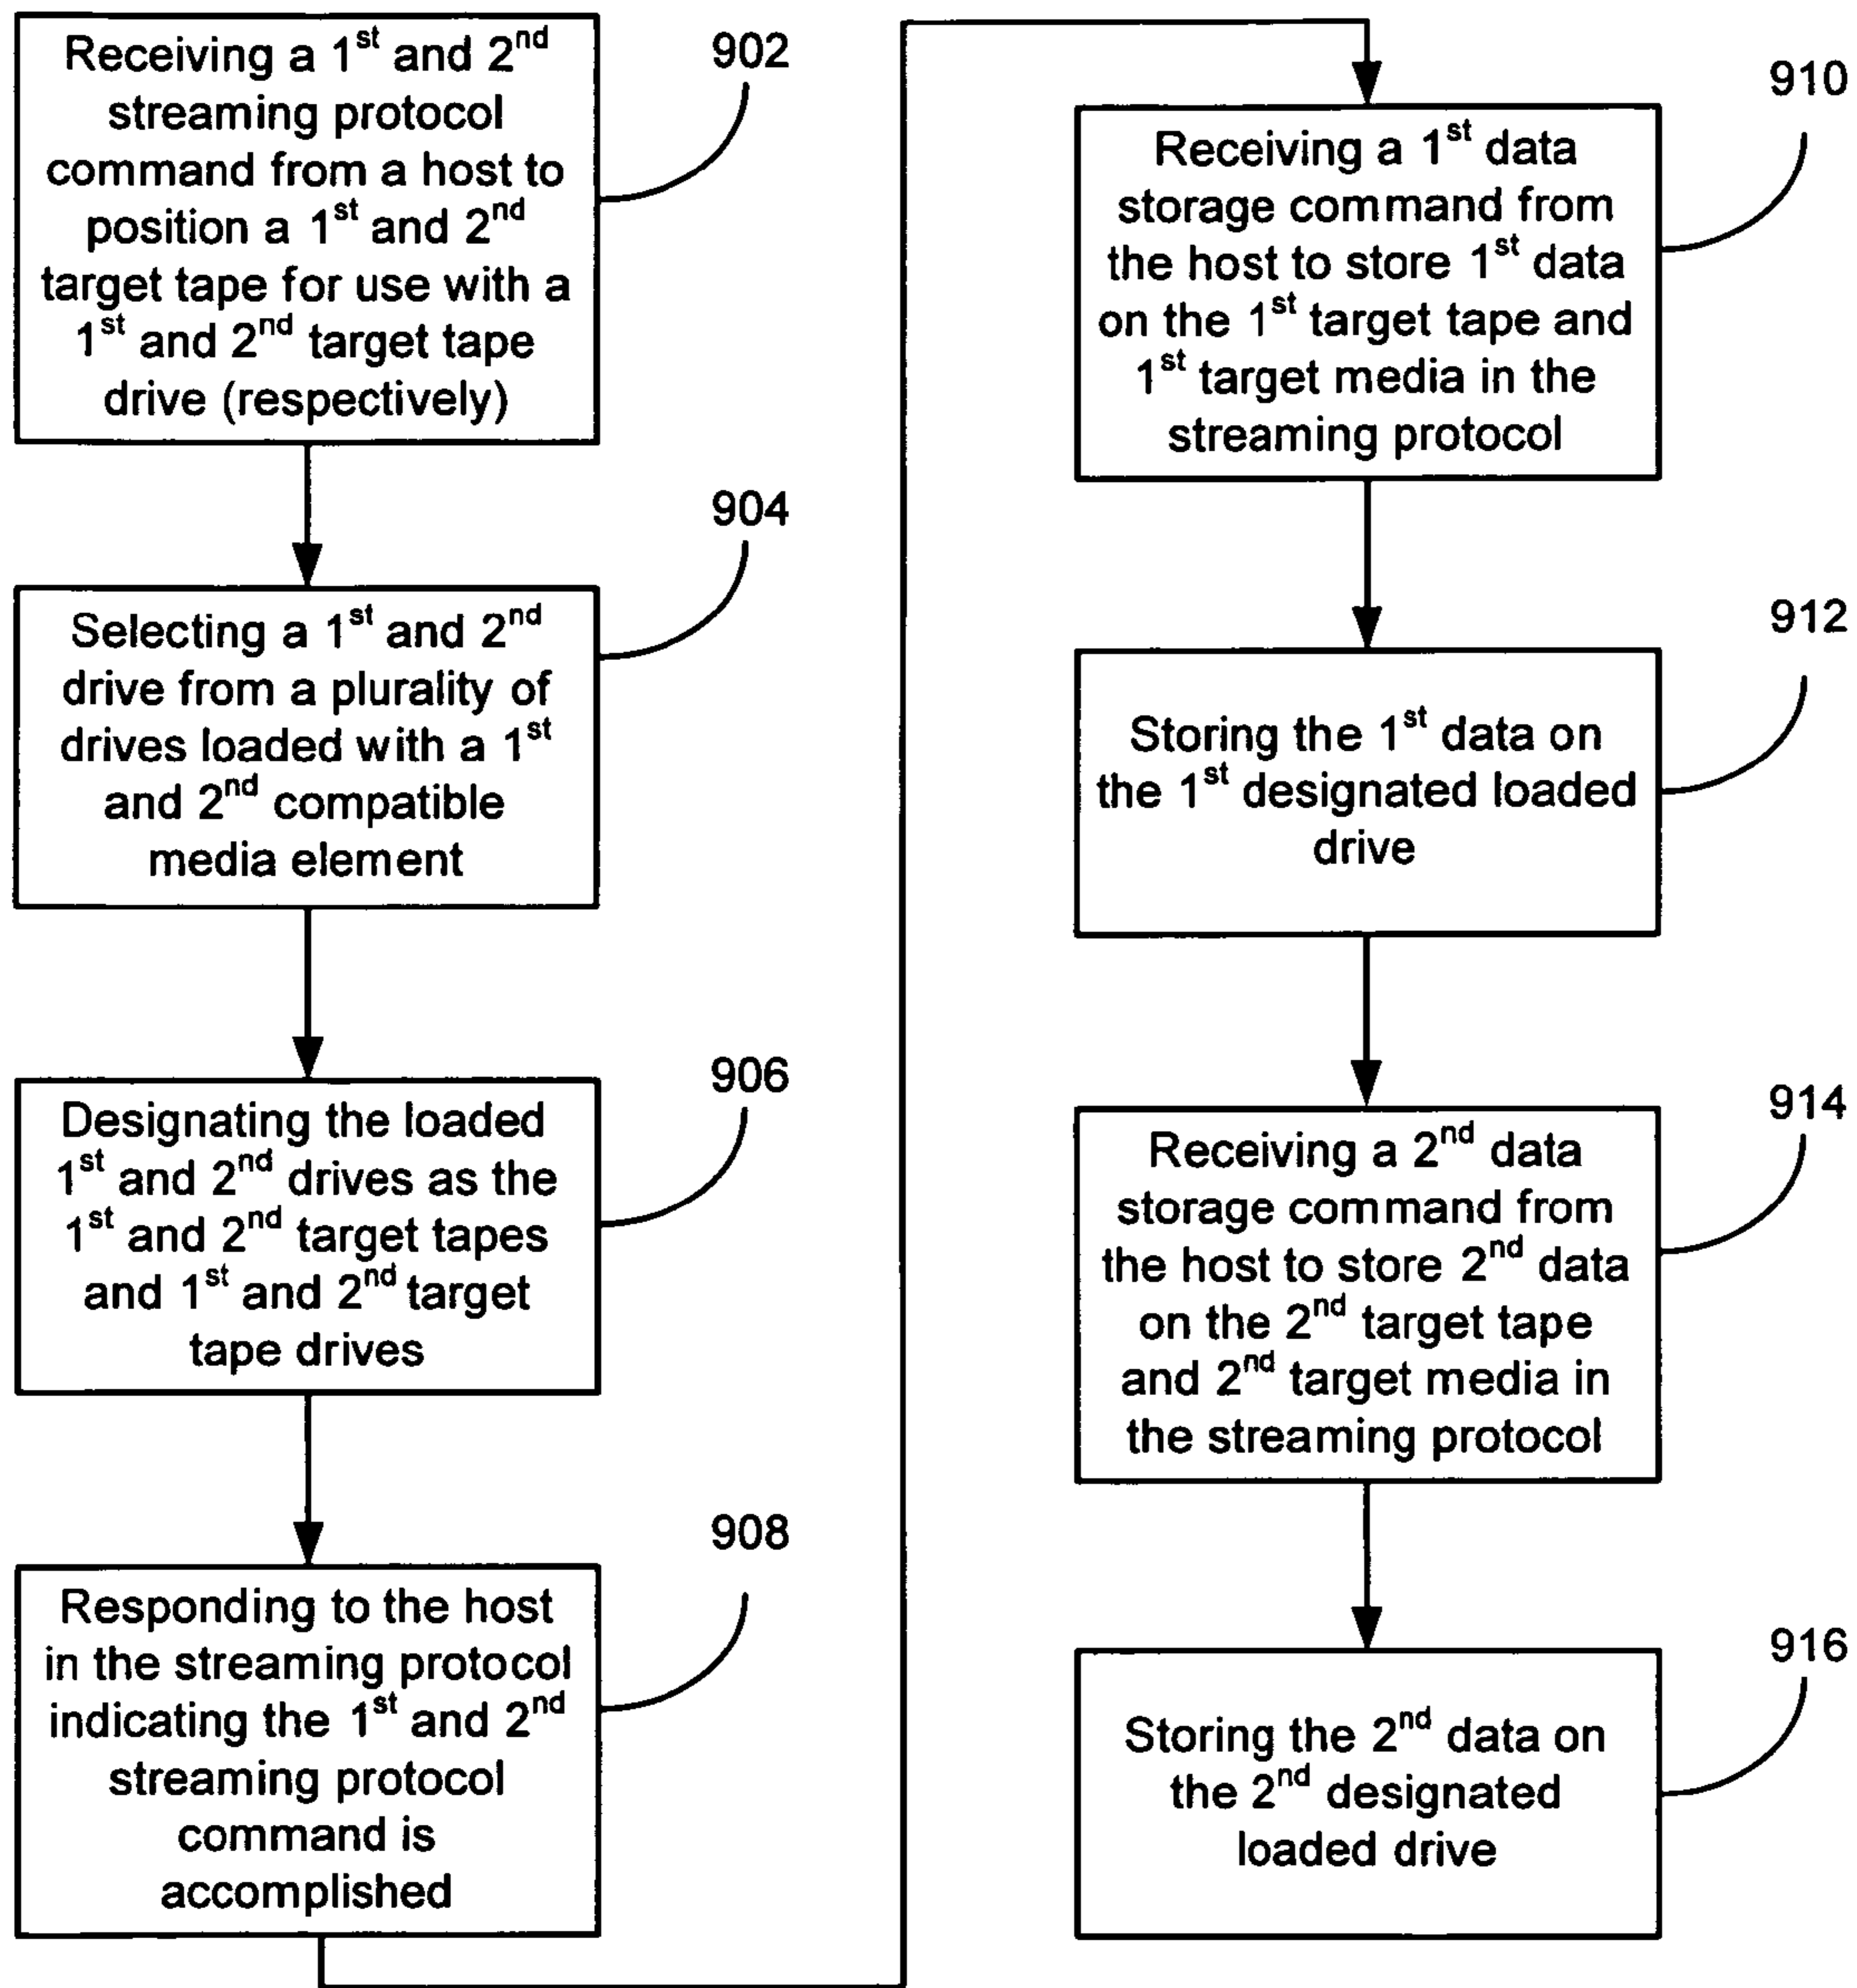 Receiving a 1st and 2nd
streaming protocol
command from a host to
position a 1st and 2nd
target tape for use with a
1st and 2nd target tape
drive (respectively)
902
Selecting a 1st and 2nd
drive from a plurality of
drives loaded with a 1st
and 2nd compatible
media element
904
Designating the loaded
1st and 2nd drives as the
1st and 2nd target tapes
and 1st and 2nd target
tape drives
906
Responding to the host
in the streaming protocol
indicating the 1st and 2nd
streaming protocol
command is
accomplished
908
Receiving a 1st data
storage command from
the host to store 1st data
on the 1st target tape and
1st target media in the
streaming protocol
910
Storing the 1st data on
the 1st designated loaded
drive
912
Receiving a 2nd data
storage command from
the host to store 2nd data
on the 2nd target tape
and 2nd target media in
the streaming protocol
914
Storing the 2nd data on
the 2nd designated
loaded drive
916